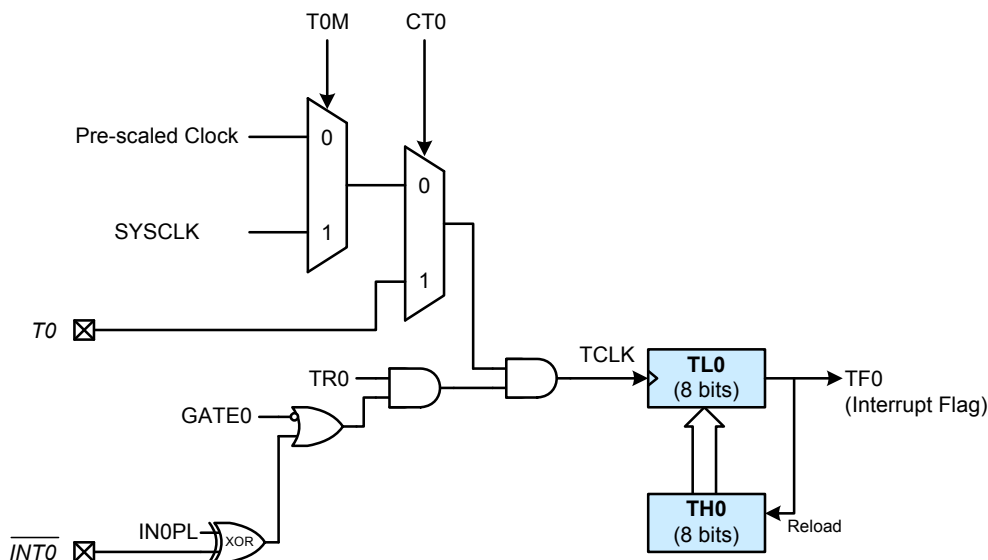 T0M
CT0
Pre-scaled Clock
0
0
SYSCLK
1
1
T0
TCLK
TL0
(8 bits)
TF0
(Interrupt Flag)
TR0
GATE0
TH0
(8 bits)
Reload
IN0PL
XOR
INT0